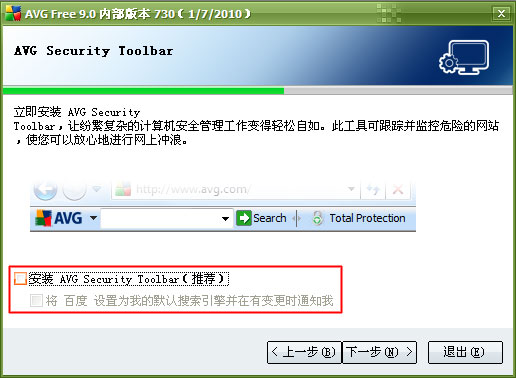 AVG Free 9.0 内部版本 730 ( 1/7/2010 )
AVG Security Toolbar
立即安装 AVG Security
Toolbar，让纷繁复杂的计算机安全管理工作变得轻松自如。此工具可跟踪并监控危险的网站
，使您可以放心地进行网上冲浪。
http://www.avg.com/
AVG Search Total Protection
安装 AVG Security Toolbar（推荐）
将 百度 设置为我的默认搜索引擎并在有变更时通知我
< 上一步 (B) 下一步 (N) > 退出 (E)